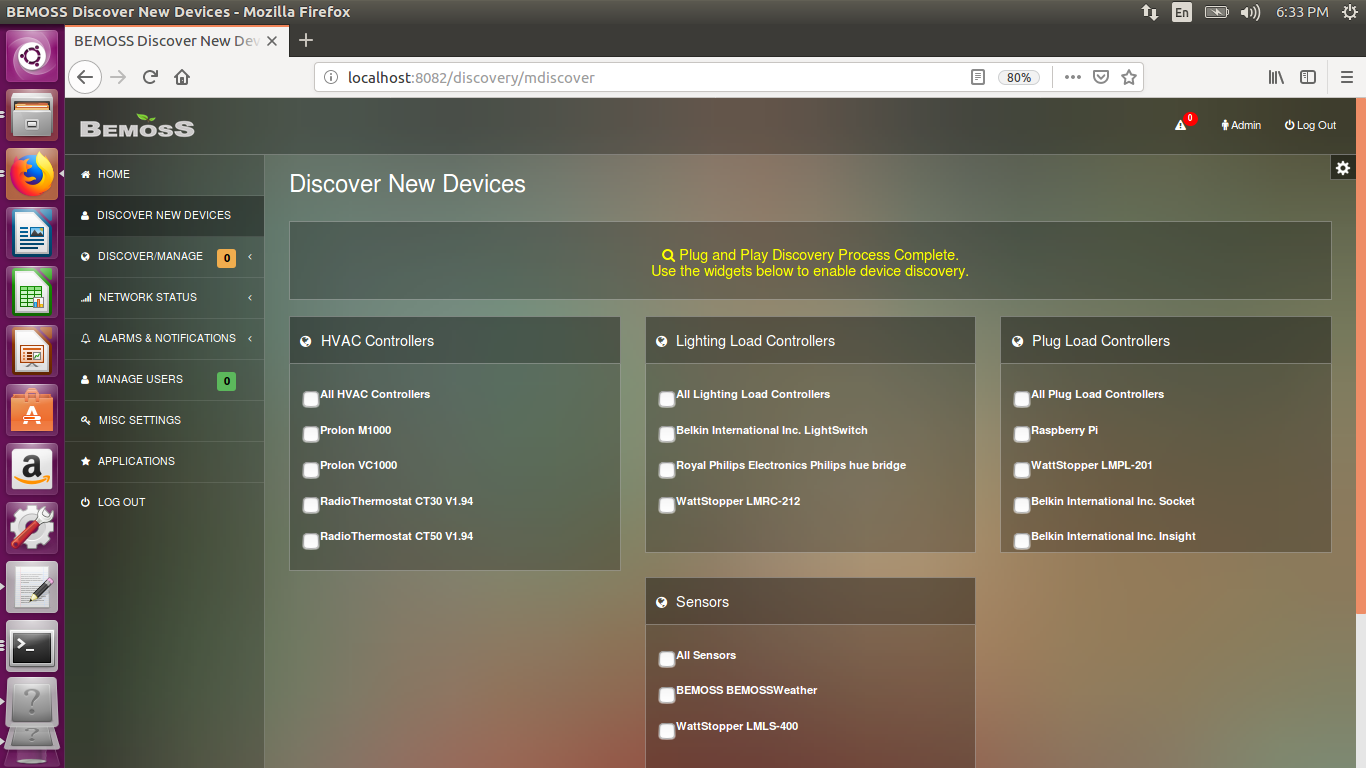 BEMOSS Discover New Devices - Mozilla Firefox
En
6:33 PM
BEMOSS Discover New Dev
localhost:8082/discovery/mdiscover
80%
BEMOSS
0
Admin
Log Out
HOME
DISCOVER NEW DEVICES
DISCOVER/MANAGE
0
NETWORK STATUS
ALARMS & NOTIFICATIONS
MANAGE USERS
0
MISC SETTINGS
APPLICATIONS
LOG OUT
Discover New Devices
Plug and Play Discovery Process Complete.
Use the widgets below to enable device discovery.
HVAC Controllers
All HVAC Controllers
Prolon M1000
Prolon VC1000
RadioThermostat CT30 V1.94
RadioThermostat CT50 V1.94
Lighting Load Controllers
All Lighting Load Controllers
Belkin International Inc. LightSwitch
Royal Philips Electronics Philips hue bridge
WattStopper LMRC-212
Plug Load Controllers
All Plug Load Controllers
Raspberry Pi
WattStopper LMPL-201
Belkin International Inc. Socket
Belkin International Inc. Insight
Sensors
All Sensors
BEMOSS BEMOSSWeather
WattStopper LMLS-400